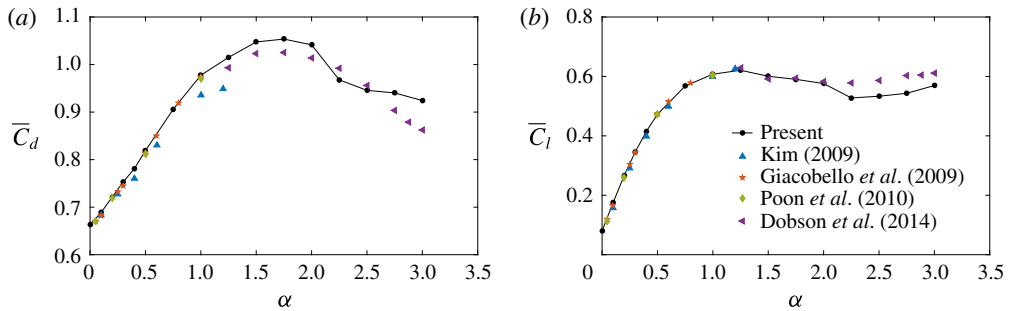 (a)
1.1
1.0
0.9
0.8
0.7
0.6
C̅d
0 0.5 1.0 1.5 2.0 2.5 3.0 3.5
α
(b)
0.8
0.6
0.4
0.2
C̅l
0 0.5 1.0 1.5 2.0 2.5 3.0 3.5
α
Present
Kim (2009)
Giacobello et al. (2009)
Poon et al. (2010)
Dobson et al. (2014)